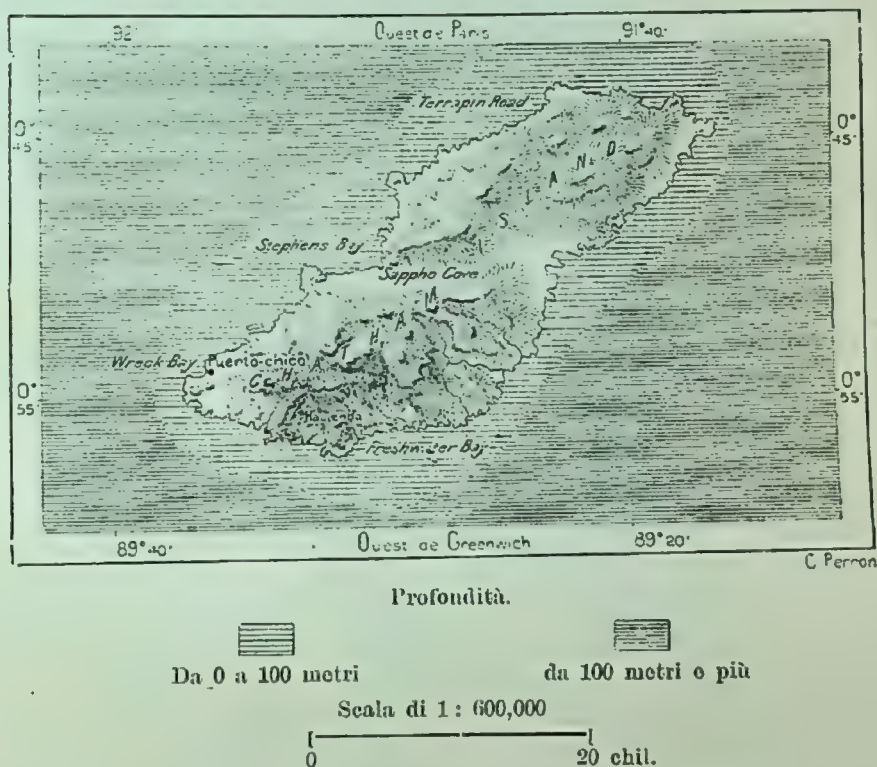 92° Ouest de Paris 91°40'
Terrapin Road
0° 0°
45' 45'
CHATHAM ISLAND
Stephens Bay
Sappho Cove
Wreck Bay Puerto chico
0° 0°
55' 55'
Hacienda
Freshwater Bay
89°40' Ouest de Greenwich 89°20'
C. Perron
Profondità.
Da 0 a 100 metri da 100 metri e più
Scala di 1 : 600,000
0 20 chil.